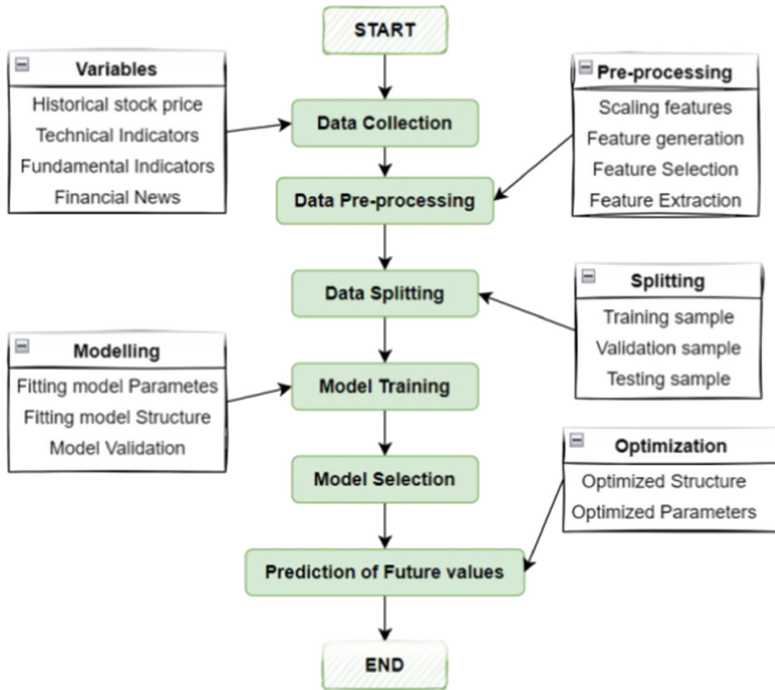 START
Variables
Historical stock price
Technical Indicators
Fundamental Indicators
Financial News
Pre-processing
Scaling features
Feature generation
Feature Selection
Feature Extraction
Data Collection
Data Pre-processing
Data Splitting
Splitting
Training sample
Validation sample
Testing sample
Modelling
Fitting model Parametes
Fitting model Structure
Model Validation
Model Training
Model Selection
Optimization
Optimized Structure
Optimized Parameters
Prediction of Future values
END